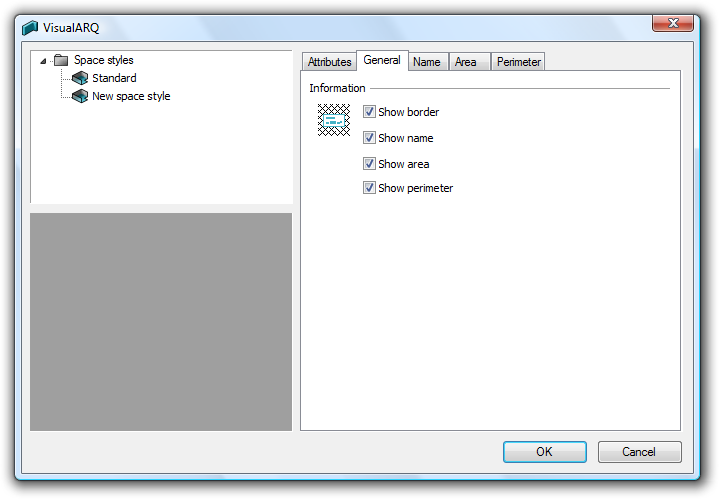 VisualARQ
Space styles
Standard
New space style
Attributes General Name Area Perimeter
Information
Show border
Show name
Show area
Show perimeter
OK Cancel